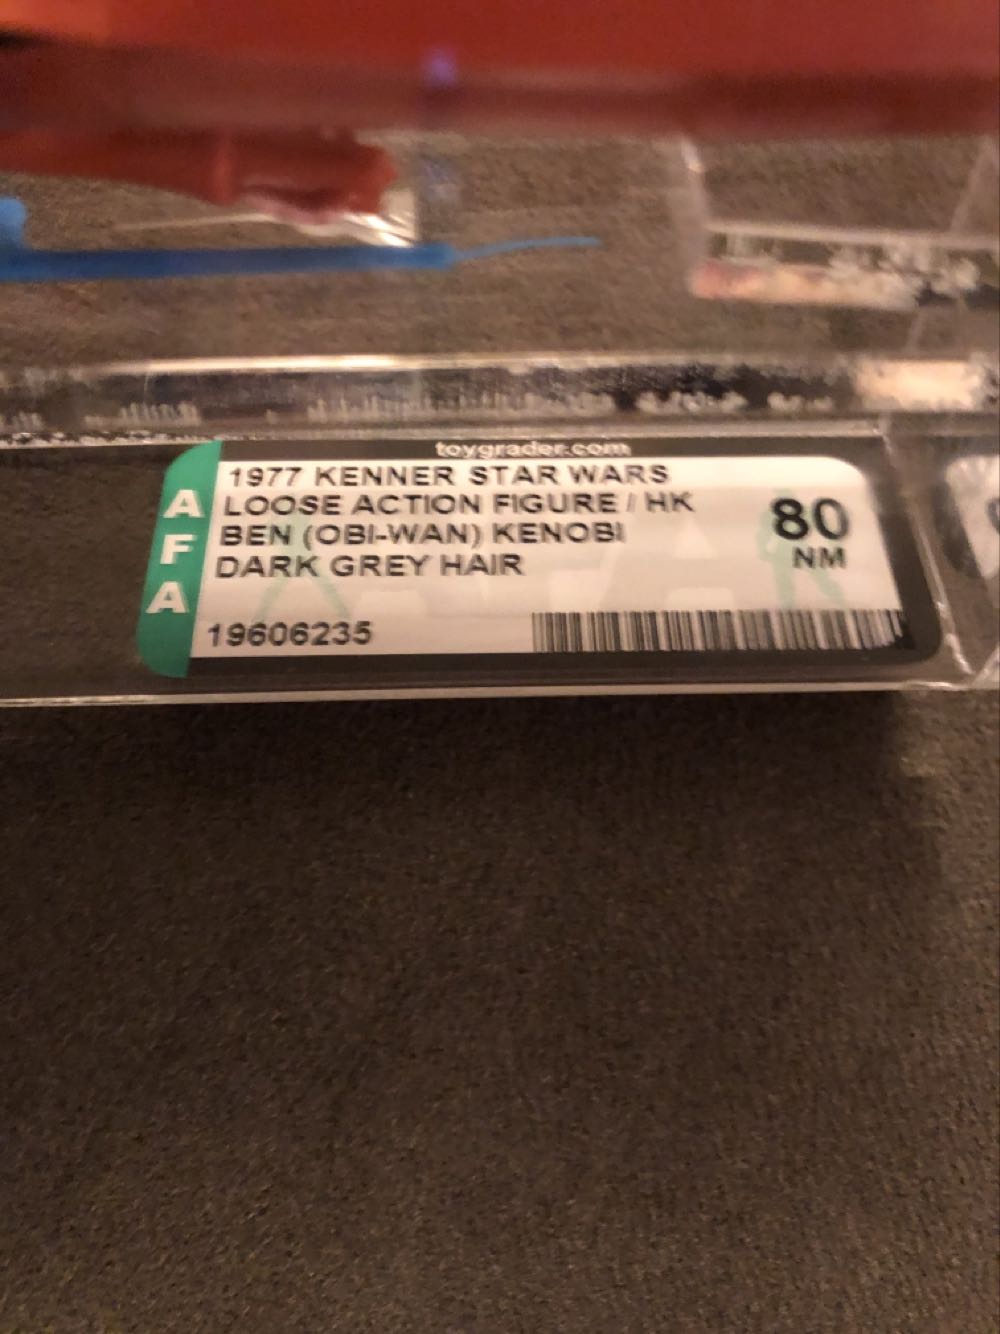 toygrader.com
AFA
1977 KENNER STAR WARS
LOOSE ACTION FIGURE / HK
BEN (OBI-WAN) KENOBI
DARK GREY HAIR
80
NM
19606235